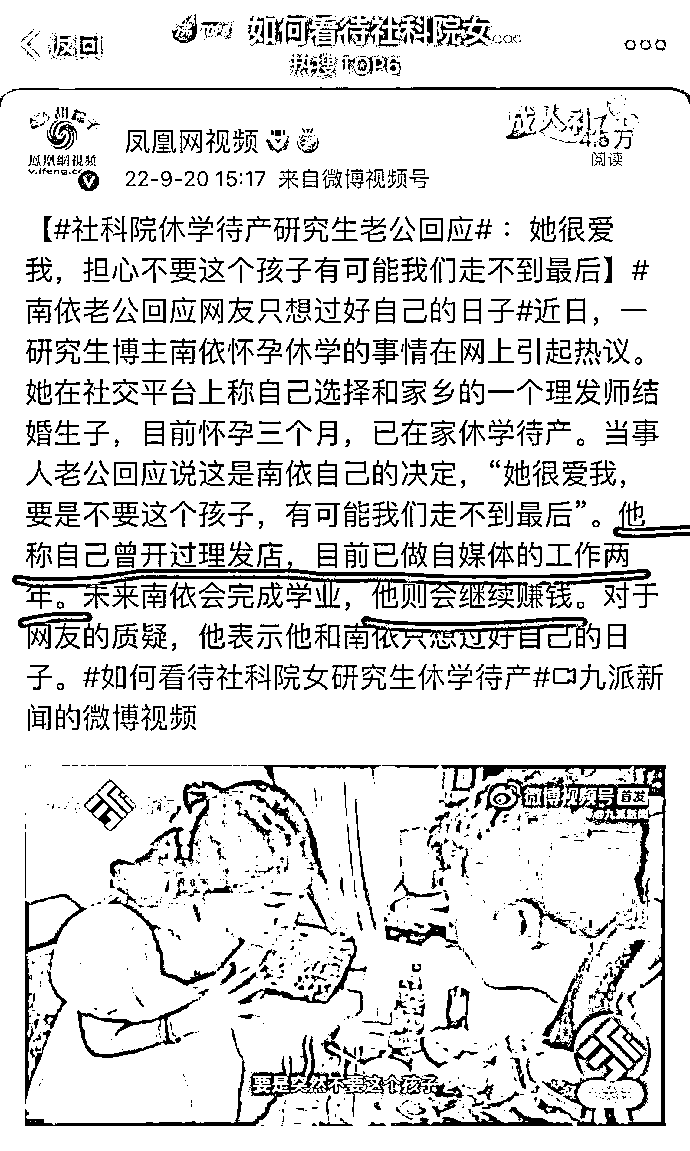 返回
如何看待社科院女...
热搜TOP6
凤凰网视频
鳳凰網视频
v.ifeng.co
4.5万
阅读
22-9-20 15:17 来自微博视频号
【#社科院休学待产研究生老公回应#：她很爱
我，担心不要这个孩子有可能我们走不到最后】#
南依老公回应网友只想过好自己的日子#近日，一
研究生博主南依怀孕休学的事情在网上引起热议。
她在社交平台上称自己选择和家乡的一个理发师结
婚生子，目前怀孕三个月，已在家休学待产。当事
人老公回应说这是南依自己的决定，“她很爱我，
要是不要这个孩子，有可能我们走不到最后”。他
称自己曾开过理发店，目前已做自媒体的工作两
年。未来南依会完成学业，他则会继续赚钱。对于
网友的质疑，他表示他和南依只想过好自己的日
子。#如何看待社科院女研究生休学待产#九派新
闻的微博视频
微博视频号 首发
@九派新闻
要是突然不要这个孩子